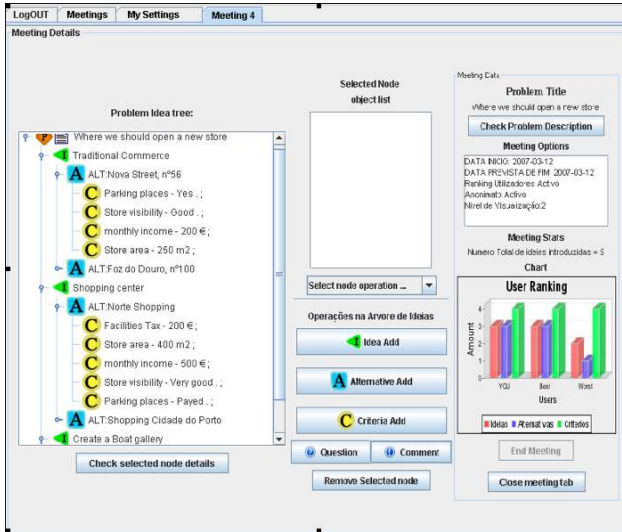 LogOUT
Meetings
My Settings
Meeting 4
Meeting Details
Problem Idea tree:
Where we should open a new store
Traditional Commerce
A ALT:Nova Street, nº56
C Parking places - Yes . ;
C Store visibility - Good . ;
C monthly income - 200 € ;
C Store area - 250 m2 ;
A ALT:Foz do Douro, nº100
I Shopping center
A ALT:Norte Shopping
C Facilities Tax - 200 € ;
C Store area - 400 m2 ;
C monthly income - 500 € ;
C Store visibility - Very good . ;
C Parking places - Payed . ;
A ALT:Shopping Cidade do Porto
I Create a Boat gallery
Check selected node details
Selected Node
object list
Select node operation ...
Operações na Arvore de Ideias
I Idea Add
A Alternative Add
C Criteria Add
Question
Comment
Remove Selected node
Meeting Data
Problem Title
Where we should open a new store
Check Problem Description
Meeting Options
DATA INICIO: 2007-03-12
DATA PREVISTA DE FIM 2007-03-12
Ranking Utilizadores Activo
Anonimato Activo
Nivel de Visualização:2
Meeting Stats
Numero Total de ideias introduzidas = 5
Chart
User Ranking
Amount
4
3
2
1
0
YOU Best Worst
Users
Ideias Alternativas Criterios
End Meeting
Close meeting tab